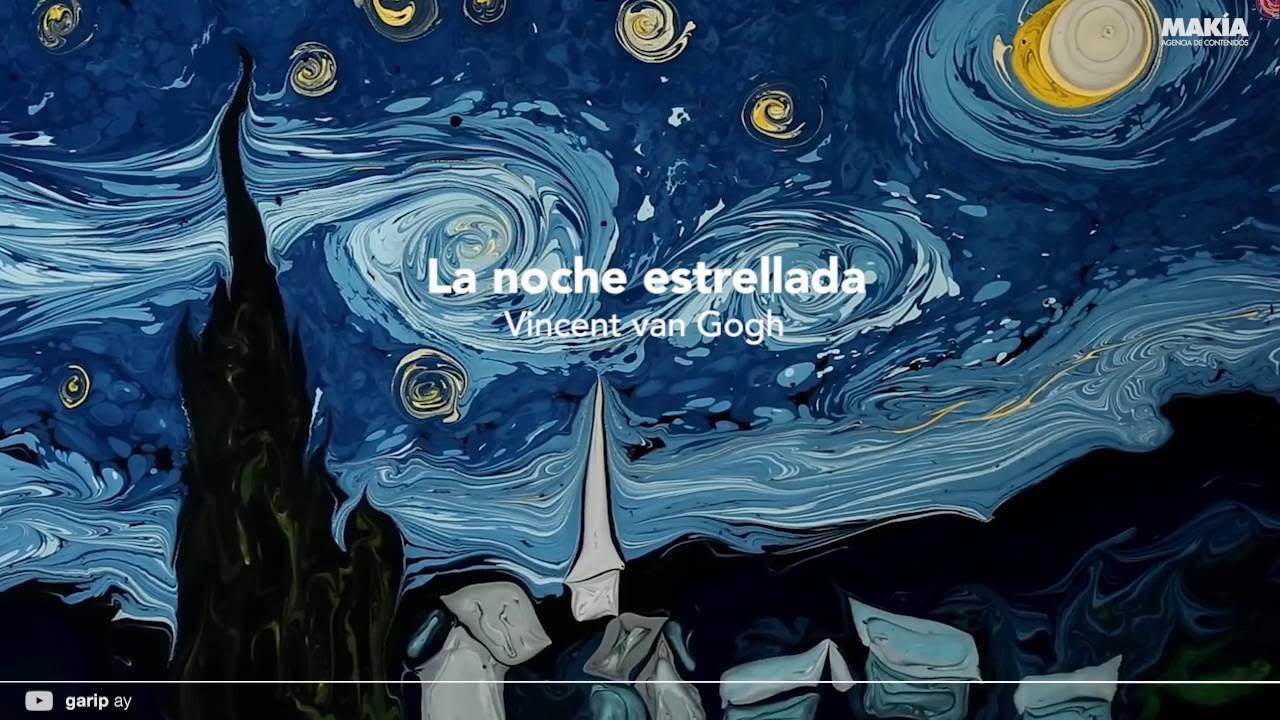 MAKÍA
AGENCIA DE CONTENIDOS
La noche estrellada
Vincent van Gogh
garip ay